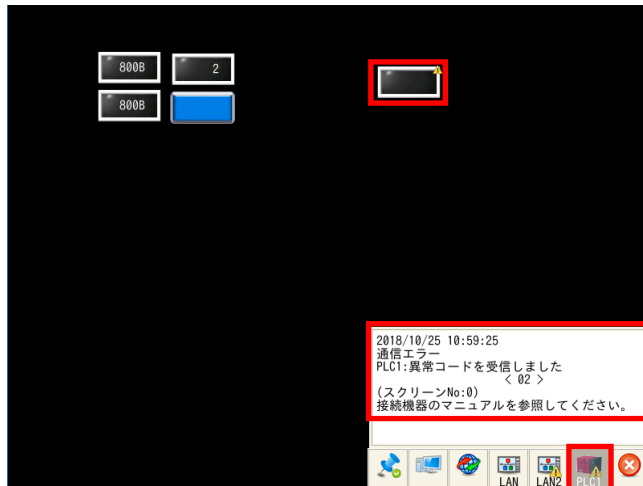 800B
2
800B
2018/10/25 10:59:25
通信エラー
PLC1:異常コードを受信しました
< 02 >
(スクリーンNo:0)
接続機器のマニュアルを参照してください。
LAN
LAN2
PLC1